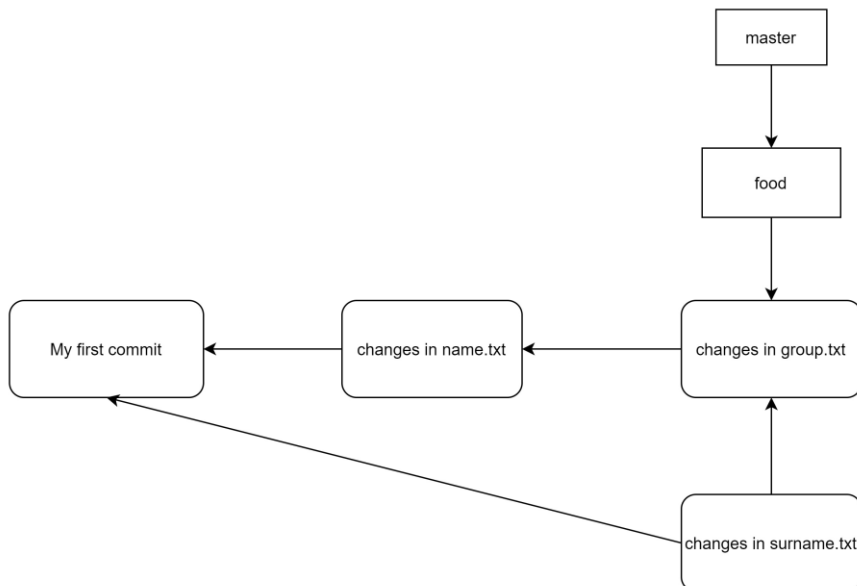 master
food
My first commit
changes in name.txt
changes in group.txt
changes in surname.txt